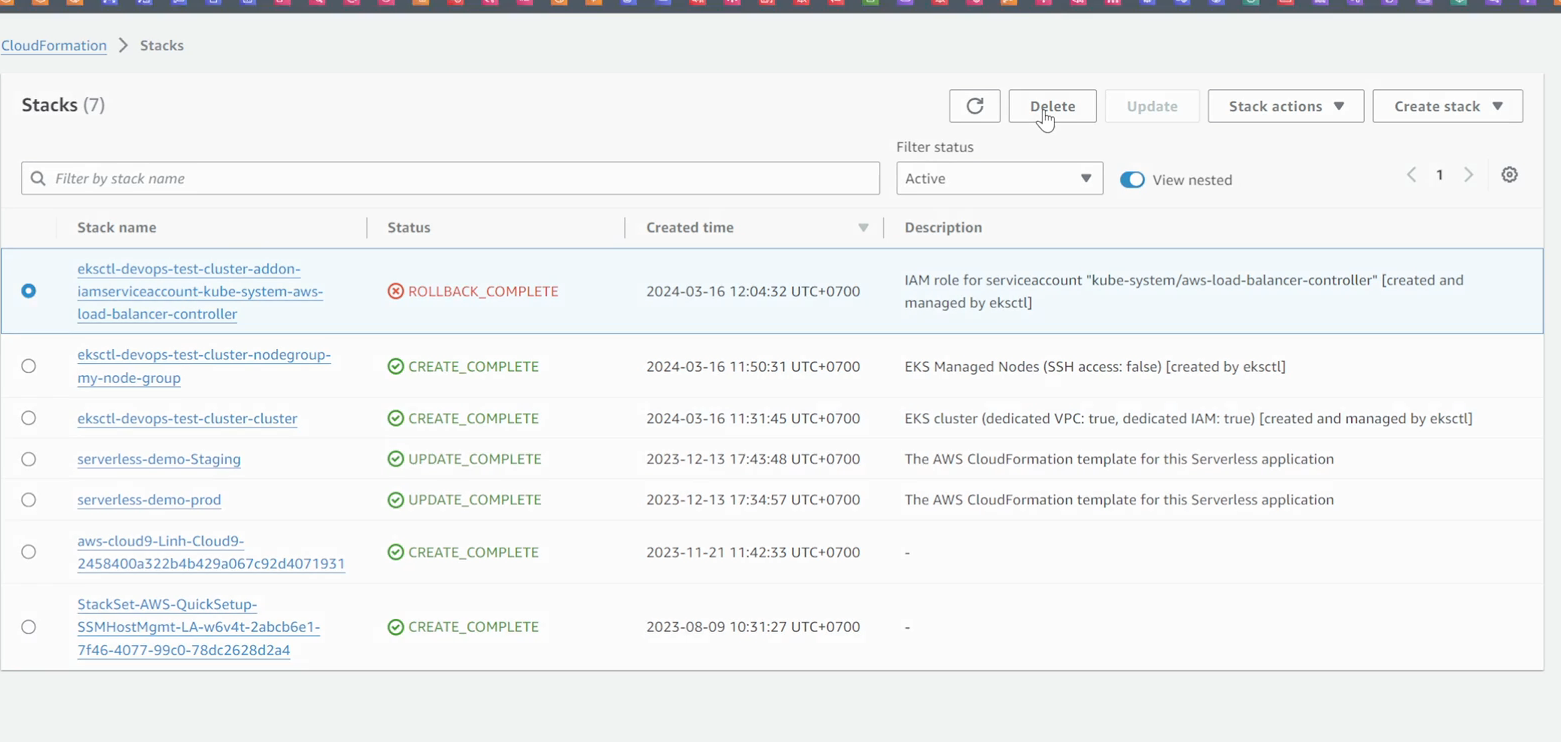 CloudFormation > Stacks
Stacks (7)
Delete
Update
Stack actions
Create stack
Filter status
Filter by stack name
Active
View nested
1
Stack name
Status
Created time
Description
eksctl-devops-test-cluster-addon-
iamserviceaccount-kube-system-aws-
load-balancer-controller
ROLLBACK_COMPLETE
2024-03-16 12:04:32 UTC+0700
IAM role for serviceaccount "kube-system/aws-load-balancer-controller" [created and
managed by eksctl]
eksctl-devops-test-cluster-nodegroup-
my-node-group
CREATE_COMPLETE
2024-03-16 11:50:31 UTC+0700
EKS Managed Nodes (SSH access: false) [created by eksctl]
eksctl-devops-test-cluster-cluster
CREATE_COMPLETE
2024-03-16 11:31:45 UTC+0700
EKS cluster (dedicated VPC: true, dedicated IAM: true) [created and managed by eksctl]
serverless-demo-Staging
UPDATE_COMPLETE
2023-12-13 17:43:48 UTC+0700
The AWS CloudFormation template for this Serverless application
serverless-demo-prod
UPDATE_COMPLETE
2023-12-13 17:34:57 UTC+0700
The AWS CloudFormation template for this Serverless application
aws-cloud9-Linh-Cloud9-
2458400a322b4b429a067c92d4071931
CREATE_COMPLETE
2023-11-21 11:42:33 UTC+0700
-
StackSet-AWS-QuickSetup-
SSMHostMgmt-LA-w6v4t-2abcb6e1-
7f46-4077-99c0-78dc2628d2a4
CREATE_COMPLETE
2023-08-09 10:31:27 UTC+0700
-